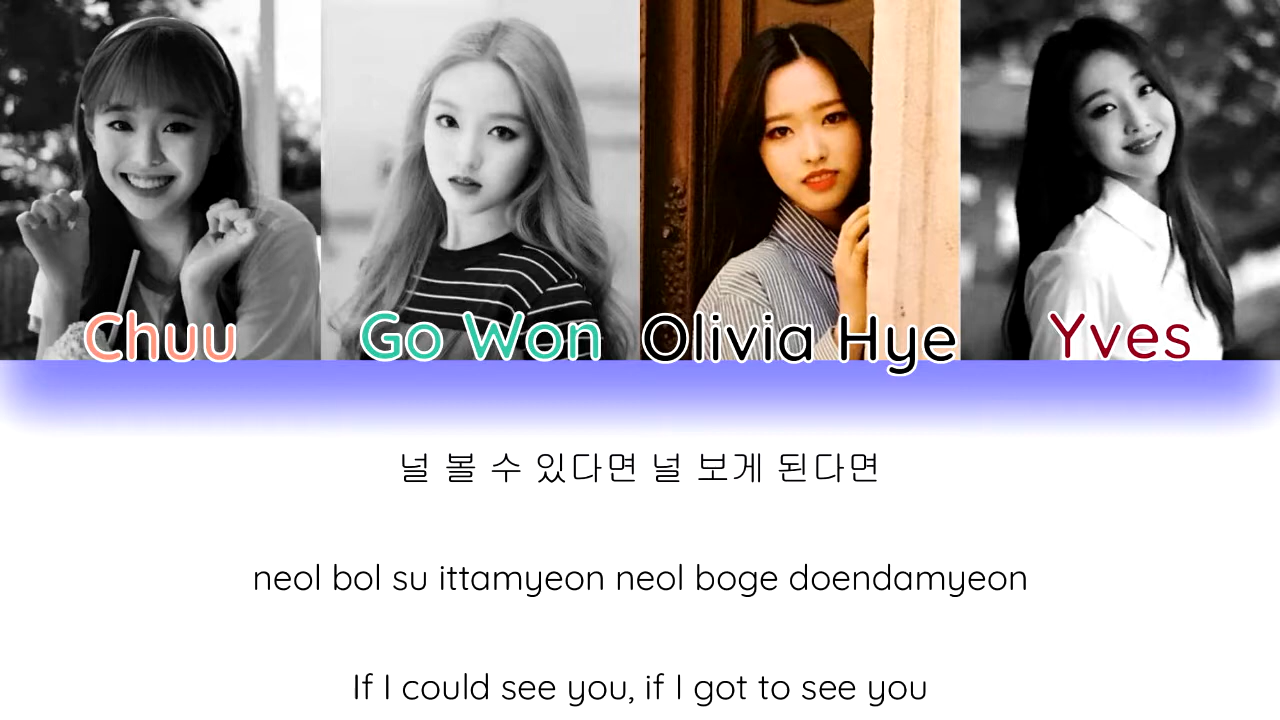 Chuu Go Won Olivia Hye Yves
널 볼 수 있다면 널 보게 된다면
neol bol su ittamyeon neol boge doendamyeon
If I could see you, if I got to see you